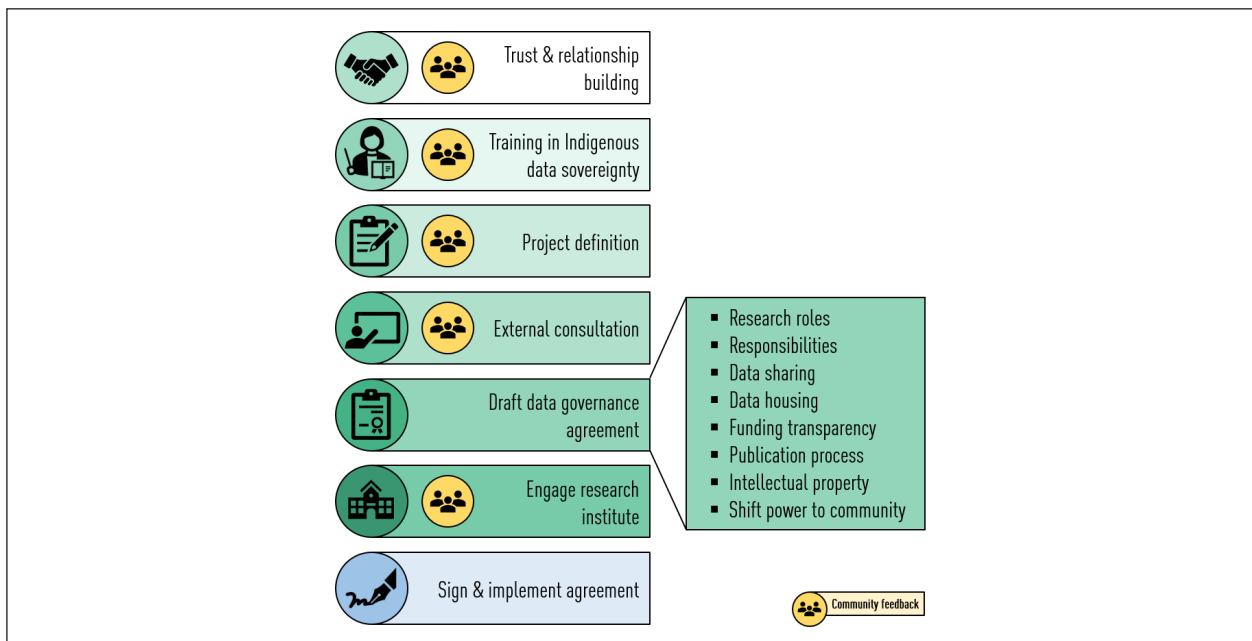 Trust & relationship
building
Training in Indigenous
data sovereignty
Project definition
External consultation
Draft data governance
agreement
▪ Research roles
▪ Responsibilities
▪ Data sharing
▪ Data housing
▪ Funding transparency
▪ Publication process
▪ Intellectual property
▪ Shift power to community
Engage research
institute
Sign & implement agreement
Community feedback